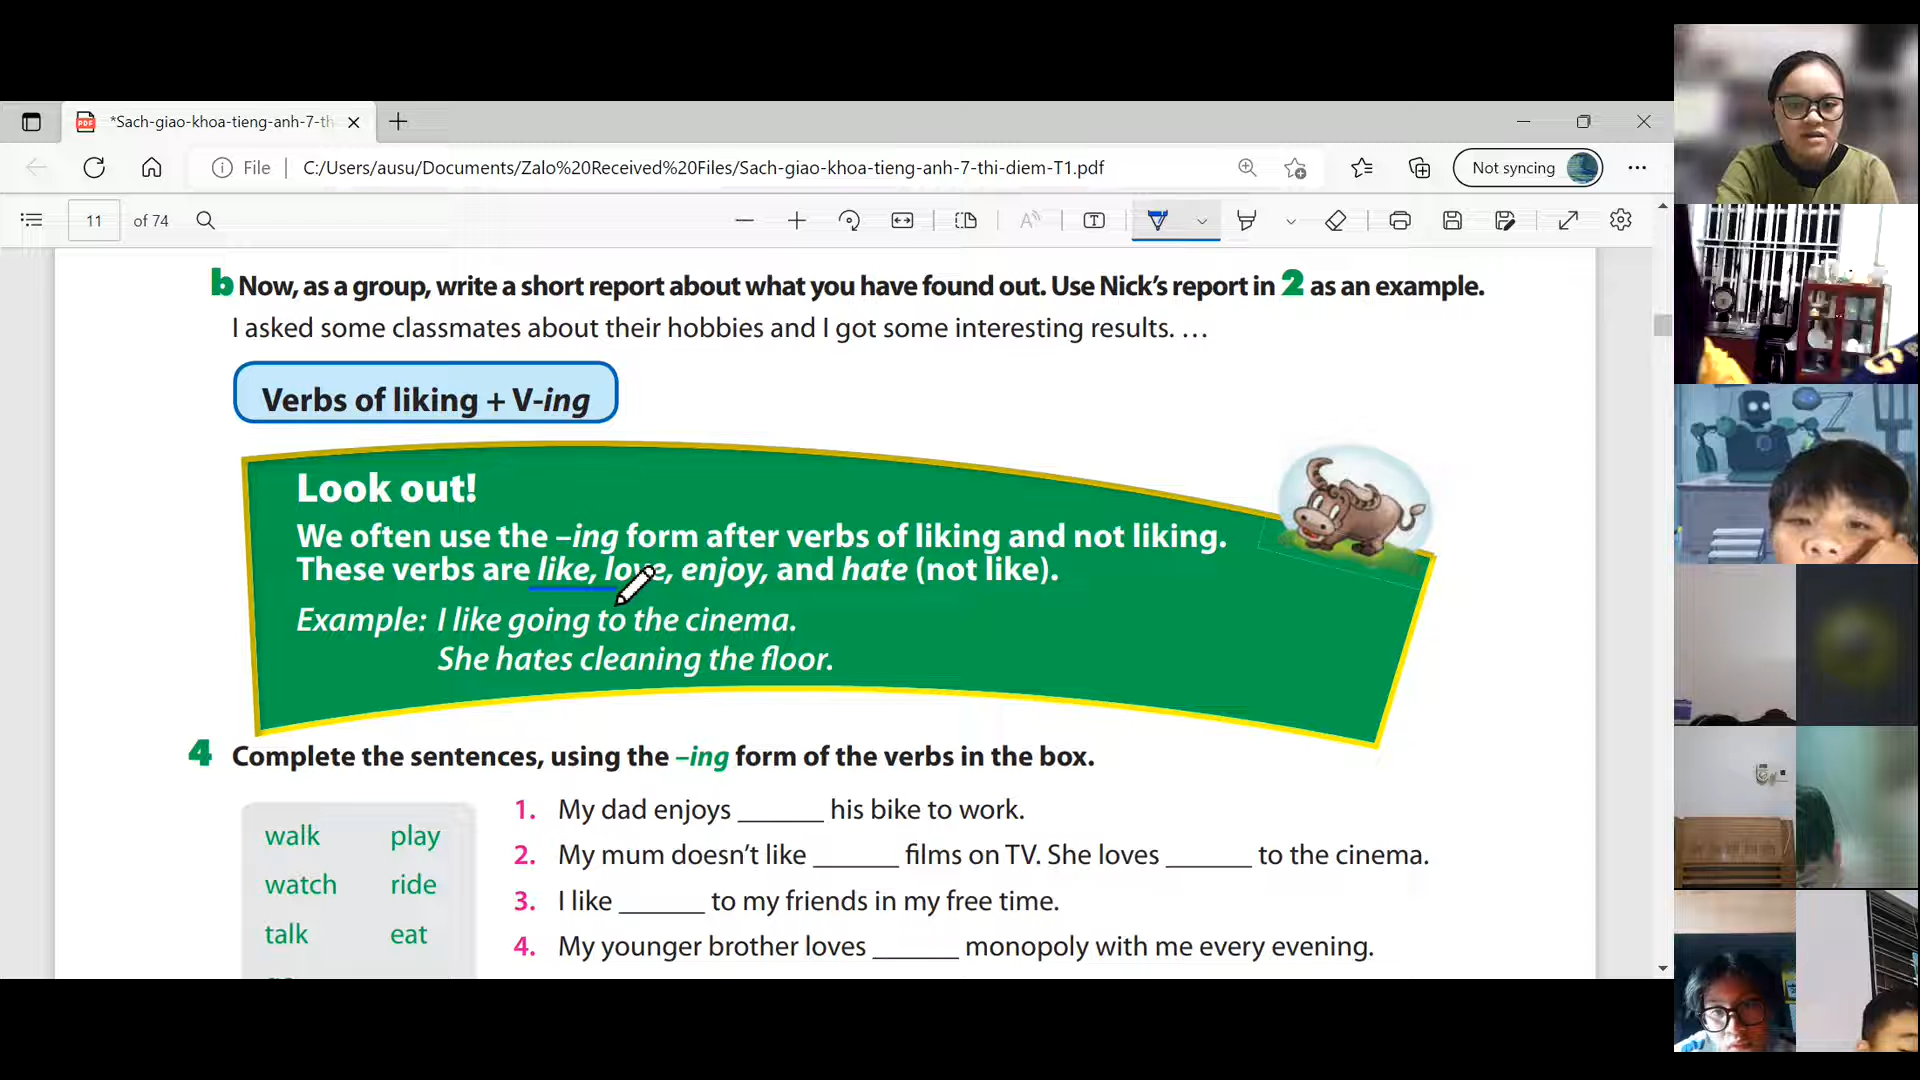 *Sach-giao-khoa-tieng-anh-7-th
File
C:/Users/ausu/Documents/Zalo%20Received%20Files/Sach-giao-khoa-tieng-anh-7-thi-diem-T1.pdf
Not syncing
11 of 74
b Now, as a group, write a short report about what you have found out. Use Nick's report in 2 as an example.
I asked some classmates about their hobbies and I got some interesting results. …
Verbs of liking + V-ing
Look out!
We often use the –ing form after verbs of liking and not liking.
These verbs are like, love, enjoy, and hate (not like).
Example: I like going to the cinema.
She hates cleaning the floor.
4 Complete the sentences, using the –ing form of the verbs in the box.
walk play
watch ride
talk eat
1. My dad enjoys _______ his bike to work.
2. My mum doesn't like _______ films on TV. She loves _______ to the cinema.
3. I like _______ to my friends in my free time.
4. My younger brother loves _______ monopoly with me every evening.